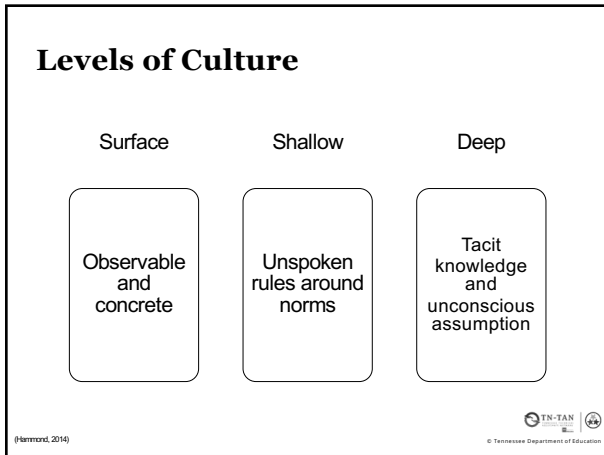 Levels of Culture
Surface
Shallow
Deep
Observable
and
concrete
Unspoken
rules around
norms
Tacit
knowledge
and
unconscious
assumption
(Hammond, 2014)
TN-TAN
© Tennessee Department of Education